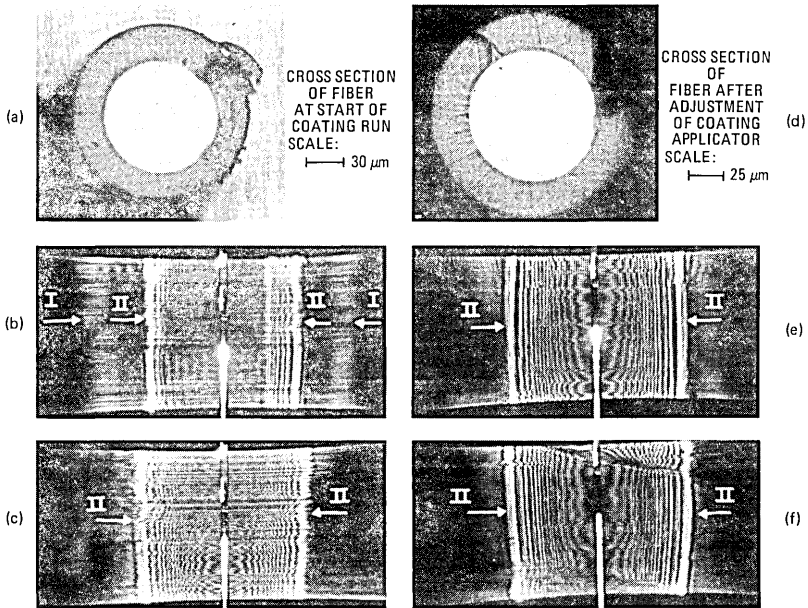 (a)
CROSS SECTION
OF FIBER
AT START OF
COATING RUN
SCALE:
30 μm
CROSS SECTION
OF
FIBER AFTER
ADJUSTMENT
OF COATING
APPLICATOR
SCALE:
25 μm
(d)
(b)
I
II
II
I
II
II
(e)
(c)
II
II
II
II
(f)